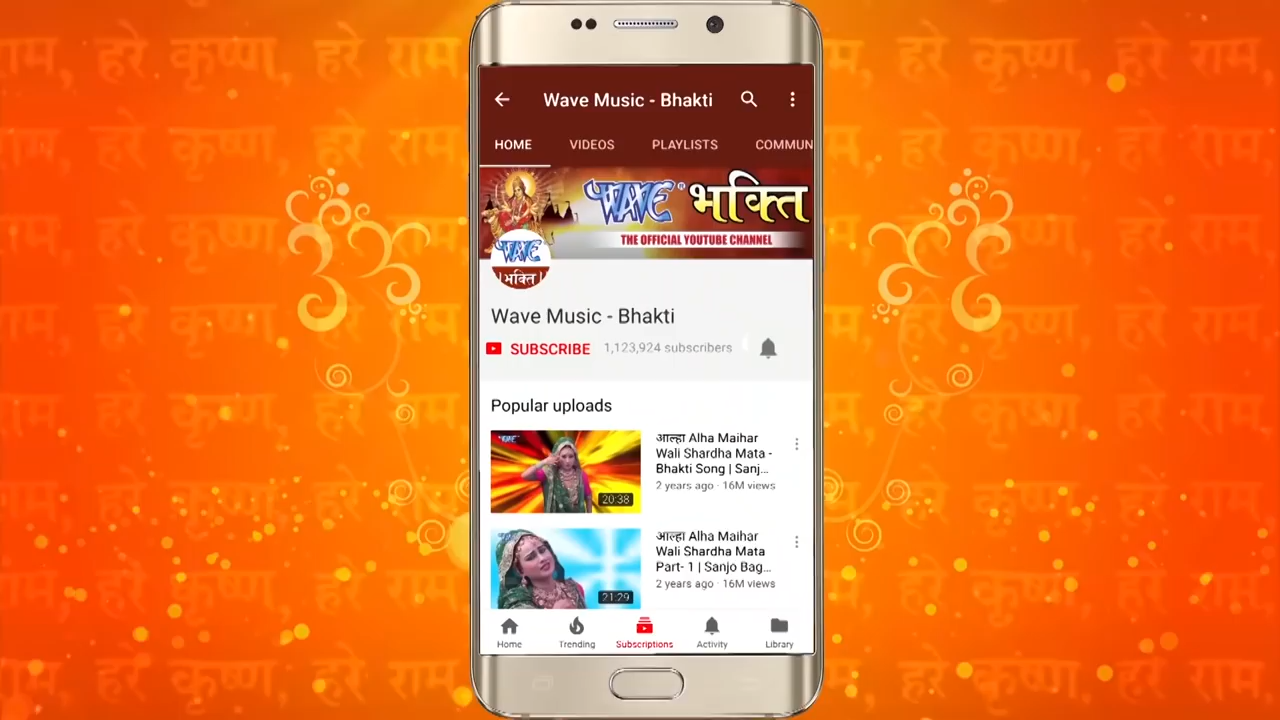 Wave Music - Bhakti
HOME VIDEOS PLAYLISTS COMMUN
WAVE भक्ति
THE OFFICIAL YOUTUBE CHANNEL
WAVE
भक्ति
Wave Music - Bhakti
SUBSCRIBE 1,123,924 subscribers
Popular uploads
WAVE
आल्हा Alha Maihar
Wali Shardha Mata -
Bhakti Song | Sanj...
2 years ago · 16M views
20:38
आल्हा Alha Maihar
Wali Shardha Mata
Part- 1 | Sanjo Bag...
2 years ago · 16M views
21:29
Home Trending Subscriptions Activity Library
राम, हरे कृष्ण, हरे राम, हरे कृष्ण, हरे राम,